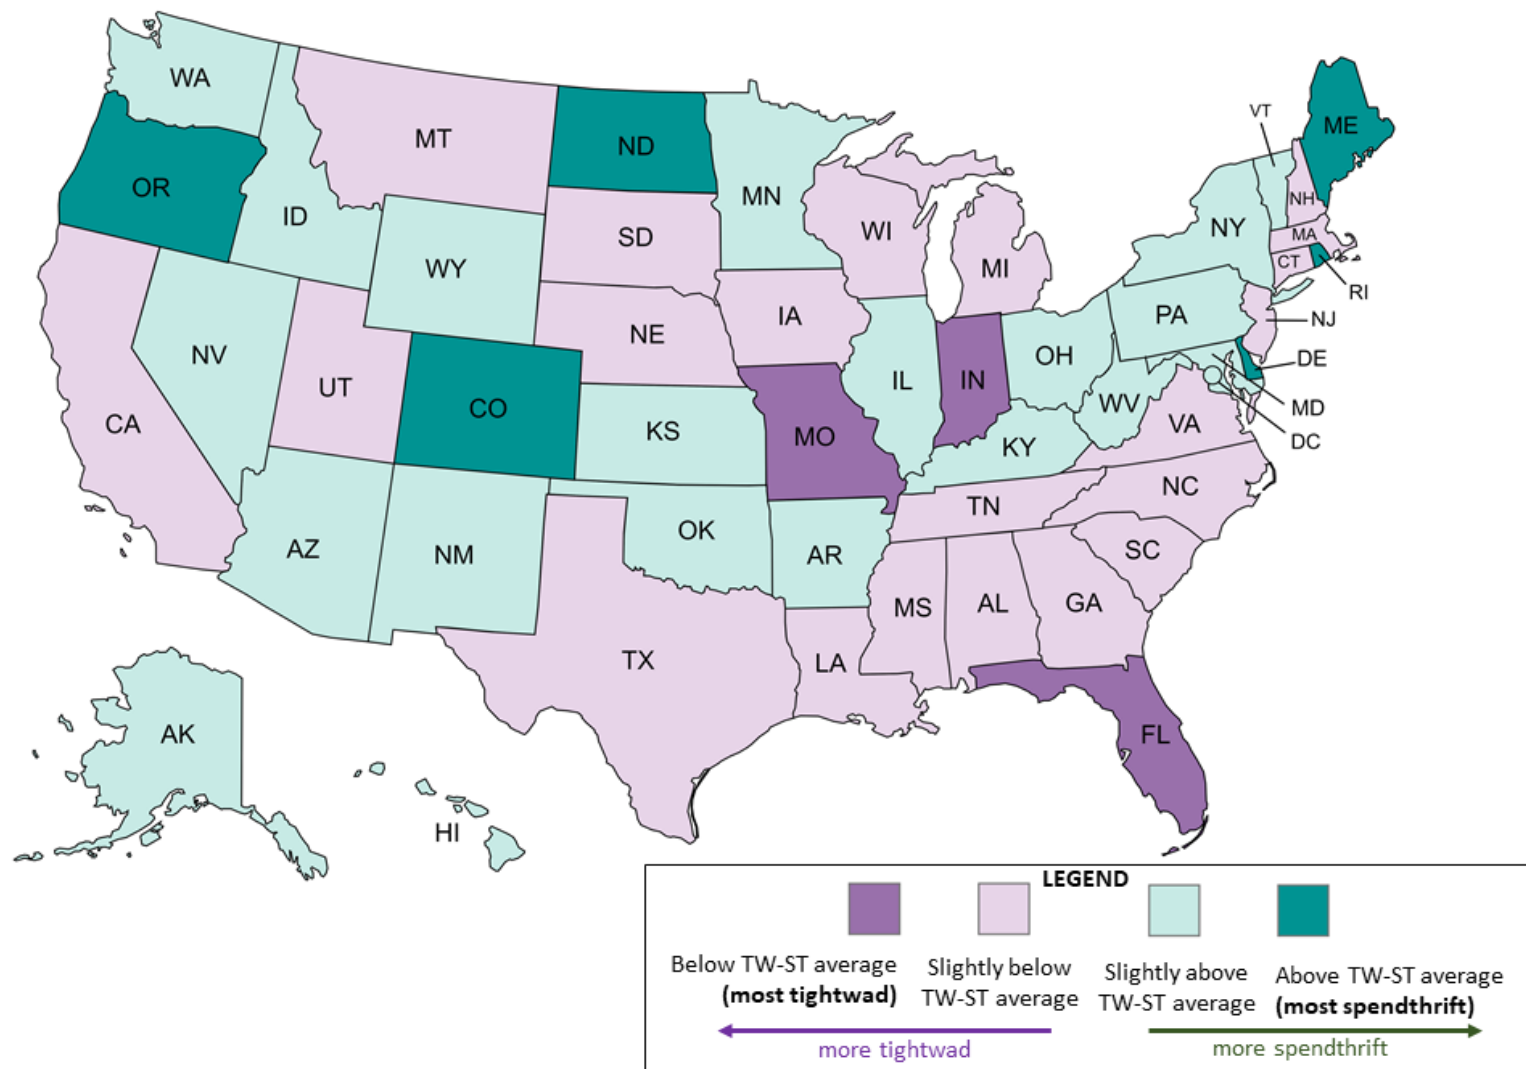 WA
MT
ND
OR
ID
MN
SD
WY
WI
MI
VT
ME
NH
NY
MA
CT
RI
NJ
PA
DE
MD
DC
IA
NE
NV
UT
CO
CA
KS
MO
IL
IN
OH
WV
VA
KY
NC
TN
SC
AZ
NM
OK
AR
MS
AL
GA
TX
LA
FL
AK
HI
LEGEND
Below TW-ST average
(most tightwad)
Slightly below
TW-ST average
Slightly above
TW-ST average
Above TW-ST average
(most spendthrift)
more tightwad
more spendthrift